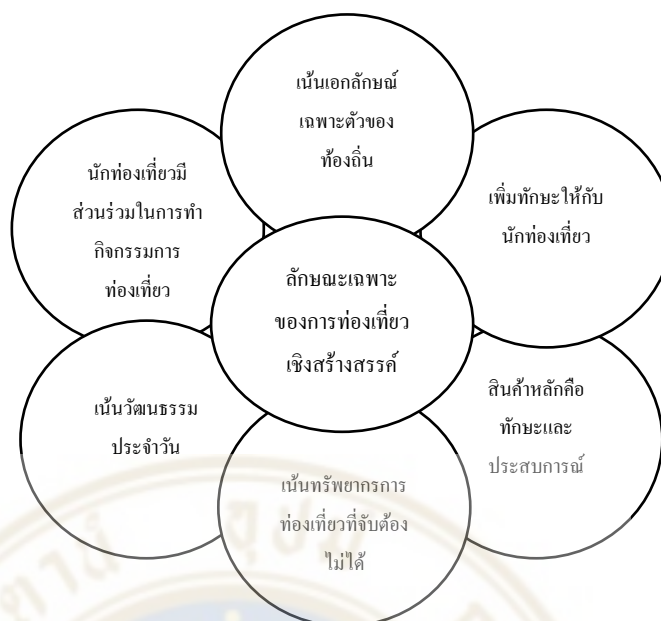 เน้นเอกลักษณ์
เฉพาะตัวของ
ท้องถิ่น
นักท่องเที่ยวมี
ส่วนร่วมในการทำ
กิจกรรมการ
ท่องเที่ยว
เพิ่มทักษะให้กับ
นักท่องเที่ยว
ลักษณะเฉพาะ
ของการท่องเที่ยว
เชิงสร้างสรรค์
เน้นวัฒนธรรม
ประจำวัน
สินค้าหลักคือ
ทักษะและ
ประสบการณ์
เน้นทรัพยากรการ
ท่องเที่ยวที่จับต้อง
ไม่ได้